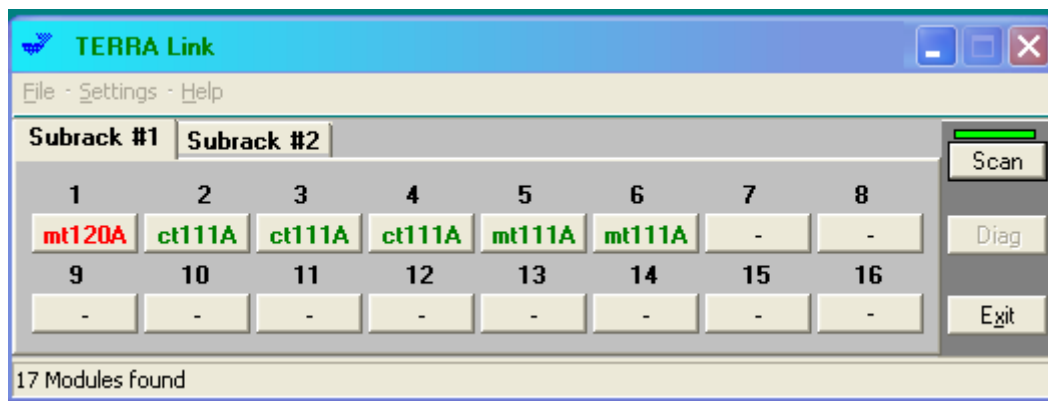 TERRA Link
File · Settings · Help
Subrack #1 Subrack #2
Scan
1 2 3 4 5 6 7 8
mt120A ct111A ct111A ct111A mt111A mt111A - -
Diag
9 10 11 12 13 14 15 16
- - - - - - - -
Exit
17 Modules found